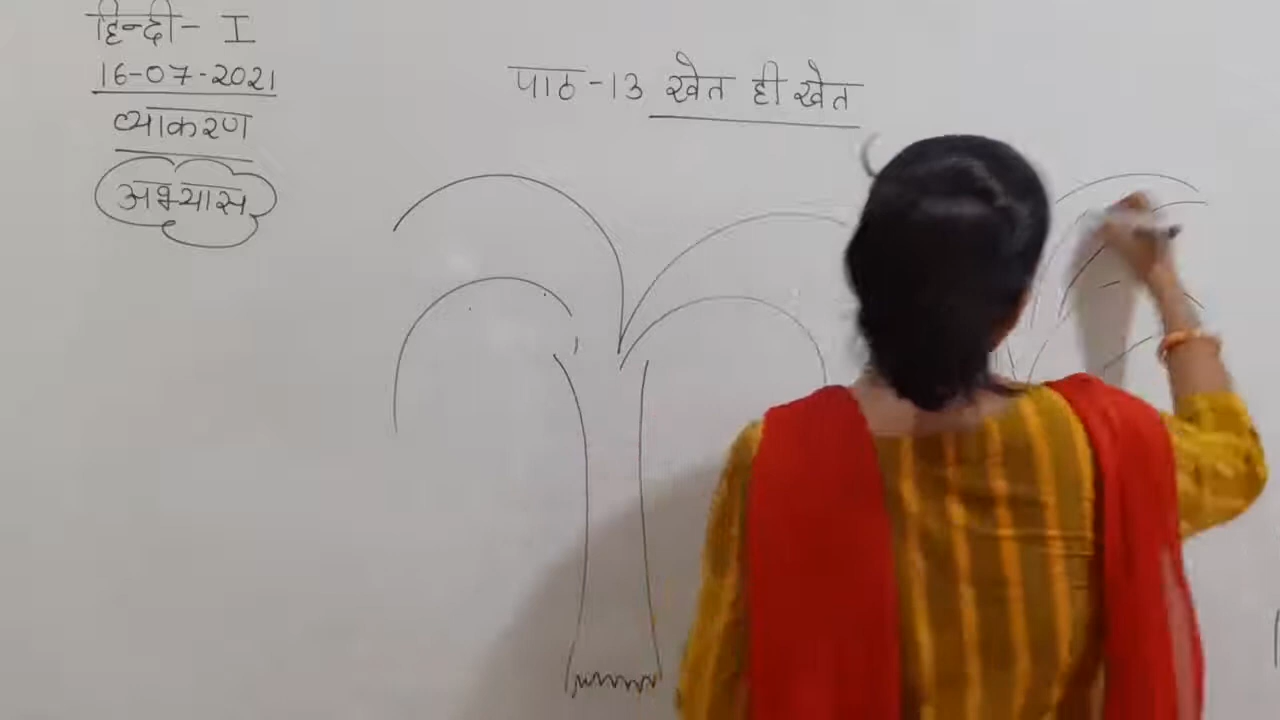 हिन्दी - I
16-07-2021
व्याकरण
अभ्यास
पाठ -13 खेत ही खेत